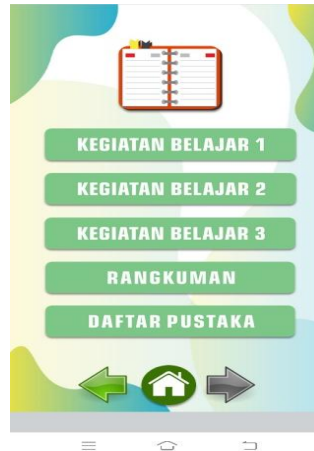 KEGIATAN BELAJAR 1
KEGIATAN BELAJAR 2
KEGIATAN BELAJAR 3
RANGKUMAN
DAFTAR PUSTAKA